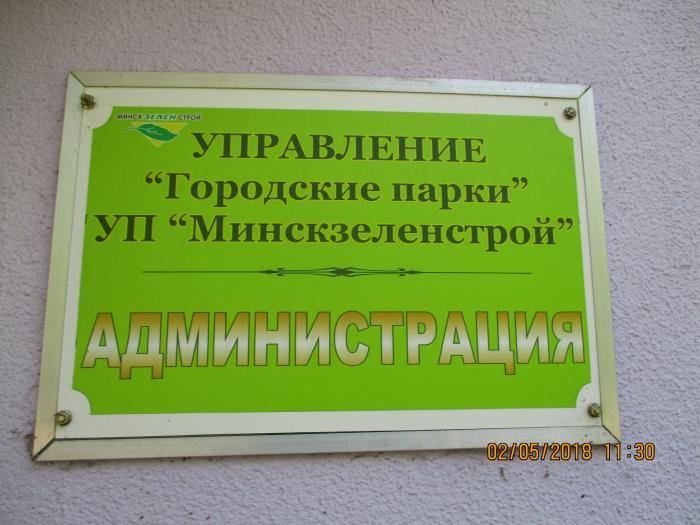 МИНСКЗЕЛЕНСТРОЙ
УПРАВЛЕНИЕ
“Городские парки”
УП “Минскзеленстрой”
АДМИНИСТРАЦИЯ
02/05/2018 11:30